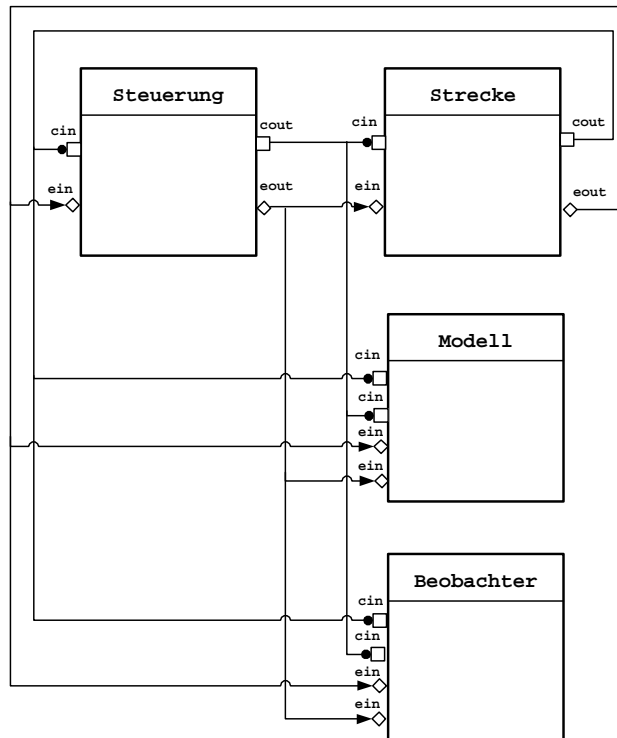 Steuerung
cin
ein
cout
eout
Strecke
cin
ein
cout
eout
Modell
cin
cin
ein
ein
Beobachter
cin
cin
ein
ein